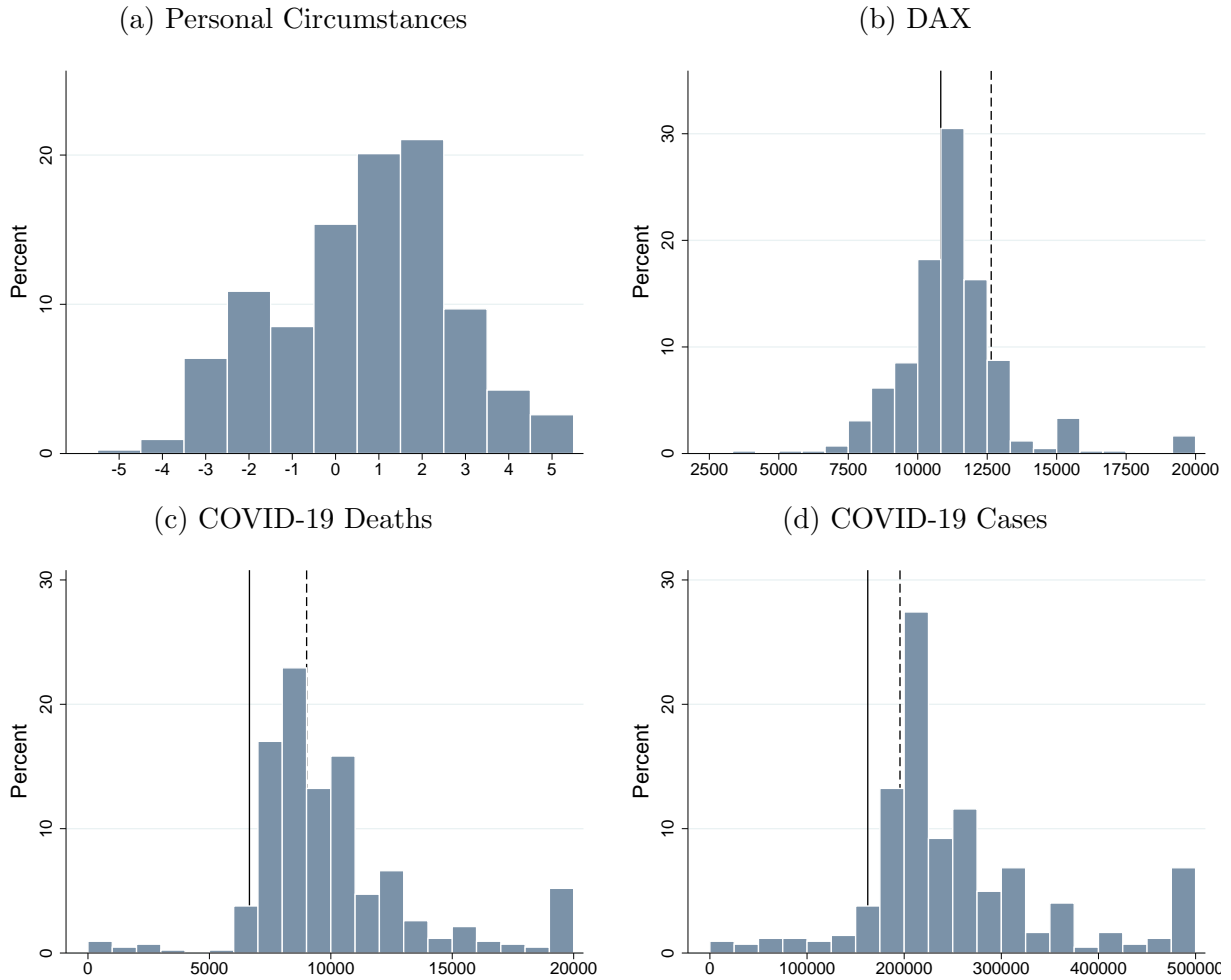 (a) Personal Circumstances
(b) DAX
Percent
20
10
0
-5 -4 -3 -2 -1 0 1 2 3 4 5
Percent
30
20
10
0
2500 5000 7500 10000 12500 15000 17500 20000
(c) COVID-19 Deaths
(d) COVID-19 Cases
Percent
30
20
10
0
0 5000 10000 15000 20000
Percent
30
20
10
0
0 100000 200000 300000 400000 500000